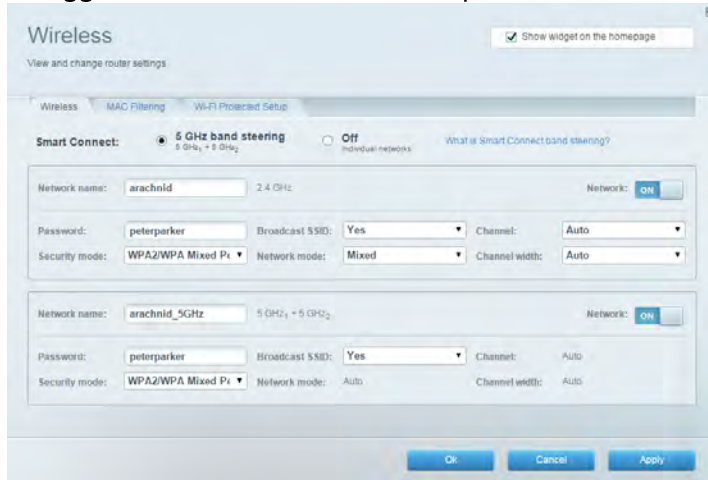 Wireless
Show widget on the homepage
View and change router settings
Wireless MAC Filtering Wi-Fi Protected Setup
Smart Connect: 5 GHz band steering Off What is Smart Connect band steering?
5 GHz1 + 5 GHz2 Individual networks
Network name: arachnid 2.4 GHz Network: ON
Password: peterparker Broadcast SSID: Yes Channel: Auto
Security mode: WPA2/WPA Mixed Network mode: Mixed Channel width: Auto
Network name: arachnid_5GHz 5 GHz1 + 5 GHz2 Network: ON
Password: peterparker Broadcast SSID: Yes Channel: Auto
Security mode: WPA2/WPA Mixed Network mode: Auto Channel width: Auto
Ok Cancel Apply